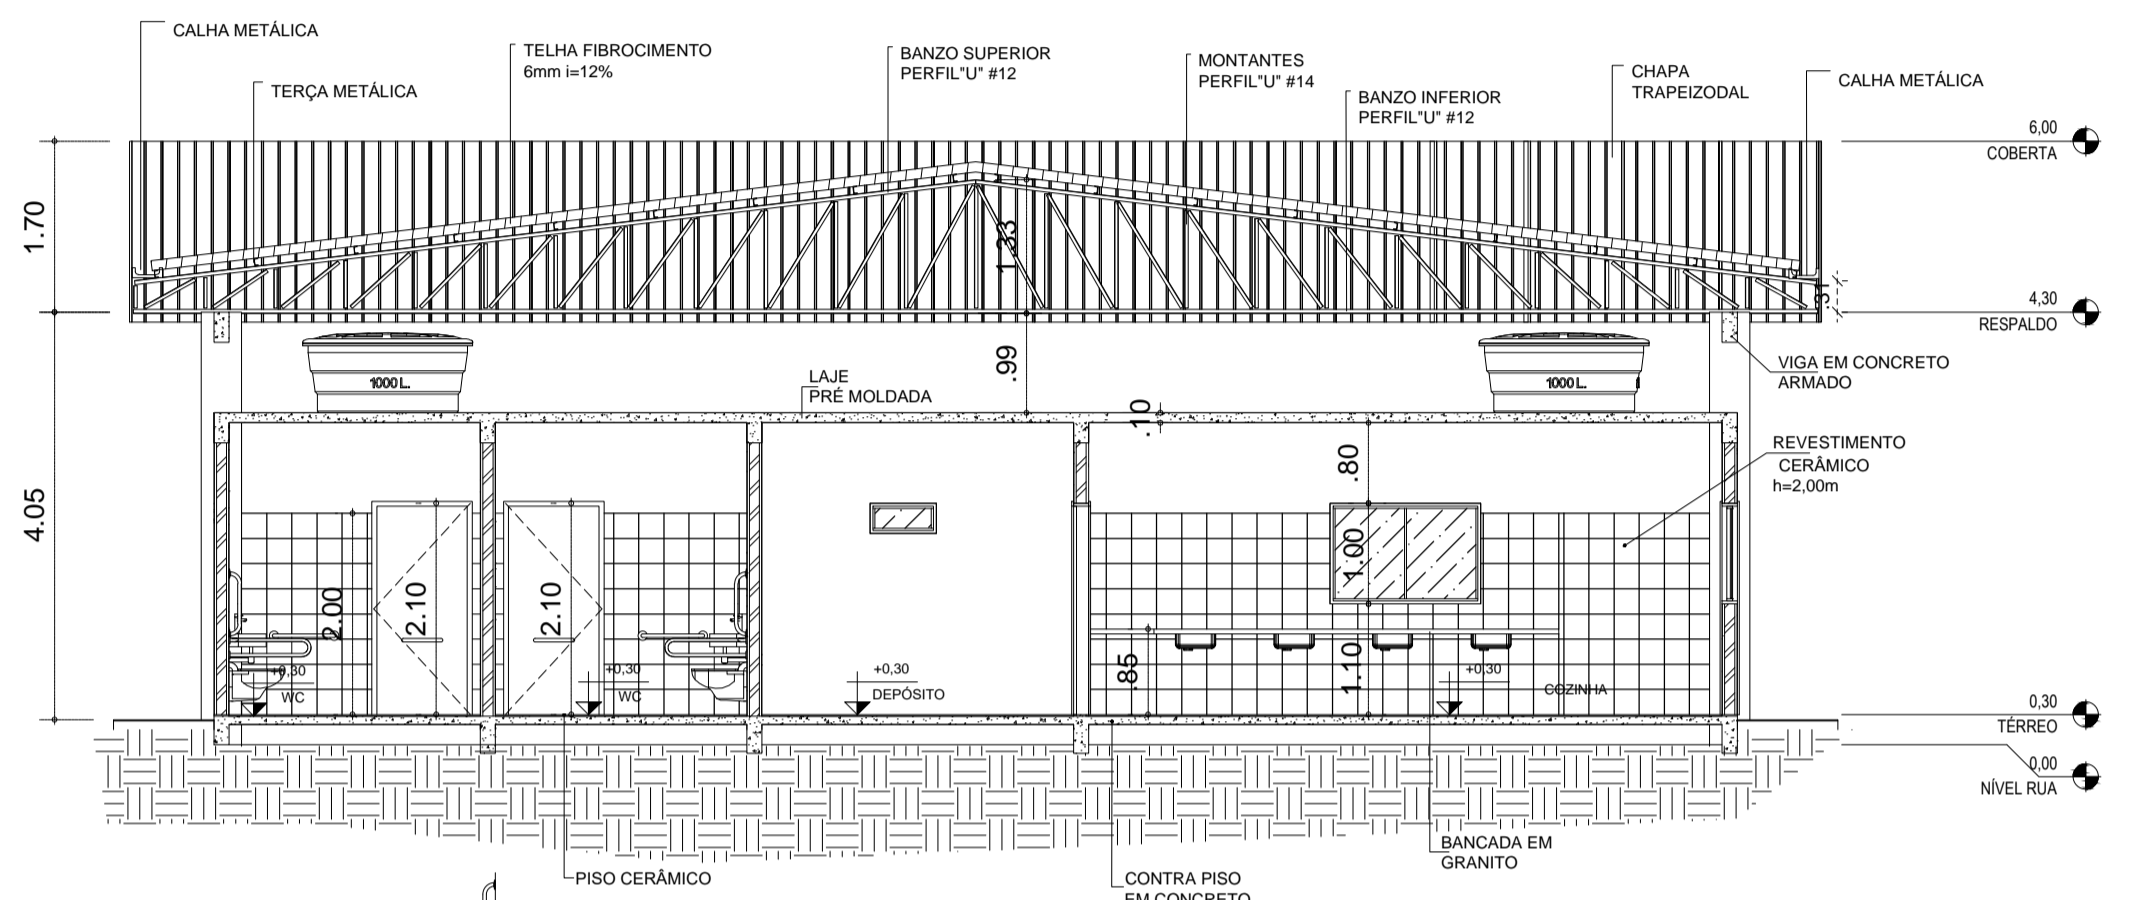 CALHA METÁLICA
TELHA FIBROCIMENTO
6mm i=12%
BANZO SUPERIOR
PERFIL"U" #12
MONTANTES
PERFIL"U" #14
CHAPA
TRAPEIZODAL
CALHA METÁLICA
TERÇA METÁLICA
BANZO INFERIOR
PERFIL"U" #12
6,00
COBERTA
1.70
1.33
.31
4,30
RESPALDO
.99
VIGA EM CONCRETO
ARMADO
1000 L.
1000 L.
LAJE
PRÉ MOLDADA
.10
.80
REVESTIMENTO
CERÂMICO
h=2,00m
4.05
2.00
2.10
2.10
1.00
.85
1.10
+0,30
WC
+0,30
WC
+0,30
DEPÓSITO
+0,30
COZINHA
0,30
TÉRREO
0,00
NÍVEL RUA
BANCADA EM
GRANITO
PISO CERÂMICO
CONTRA PISO
EM CONCRETO